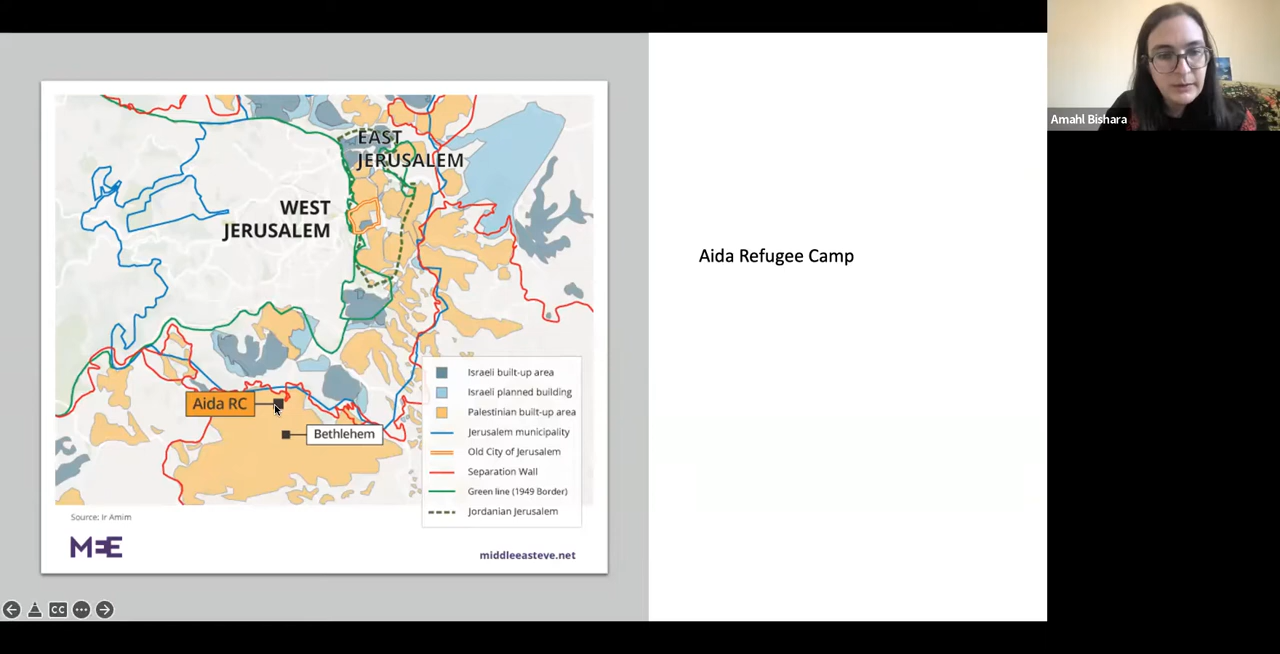 EAST
JERUSALEM
WEST
JERUSALEM
Aida RC
Bethlehem
Israeli built-up area
Israeli planned building
Palestinian built-up area
Jerusalem municipality
Old City of Jerusalem
Separation Wall
Green line (1949 Border)
Jordanian Jerusalem
Source: Ir Amim
MEE
middleeasteye.net
Aida Refugee Camp
Amahl Bishara
CC